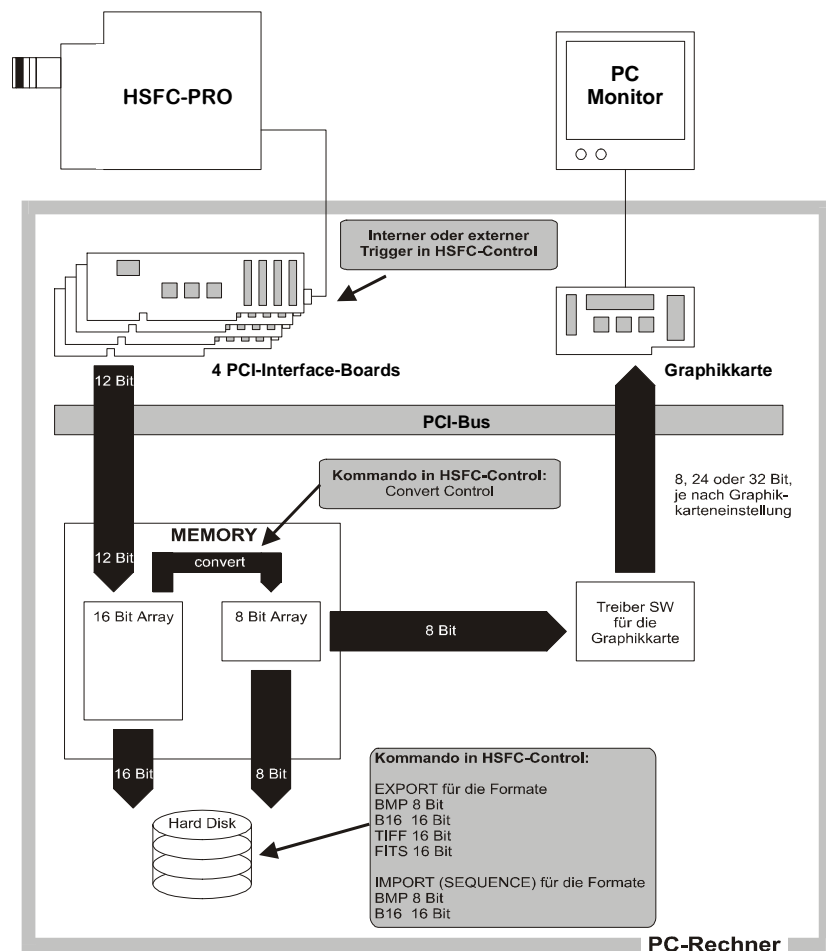 HSFC-PRO
PC
Monitor
Interner oder externer
Trigger in HSFC-Control
4 PCI-Interface-Boards
Graphikkarte
12 Bit
PCI-Bus
Kommando in HSFC-Control:
Convert Control
8, 24 oder 32 Bit,
je nach Graphik-
karteneinstellung
MEMORY
12 Bit
convert
16 Bit Array
8 Bit Array
8 Bit
Treiber SW
für die
Graphikkarte
16 Bit
8 Bit
Hard Disk
Kommando in HSFC-Control:
EXPORT für die Formate
BMP 8 Bit
B16 16 Bit
TIFF 16 Bit
FITS 16 Bit
IMPORT (SEQUENCE) für die Formate
BMP 8 Bit
B16 16 Bit
PC-Rechner